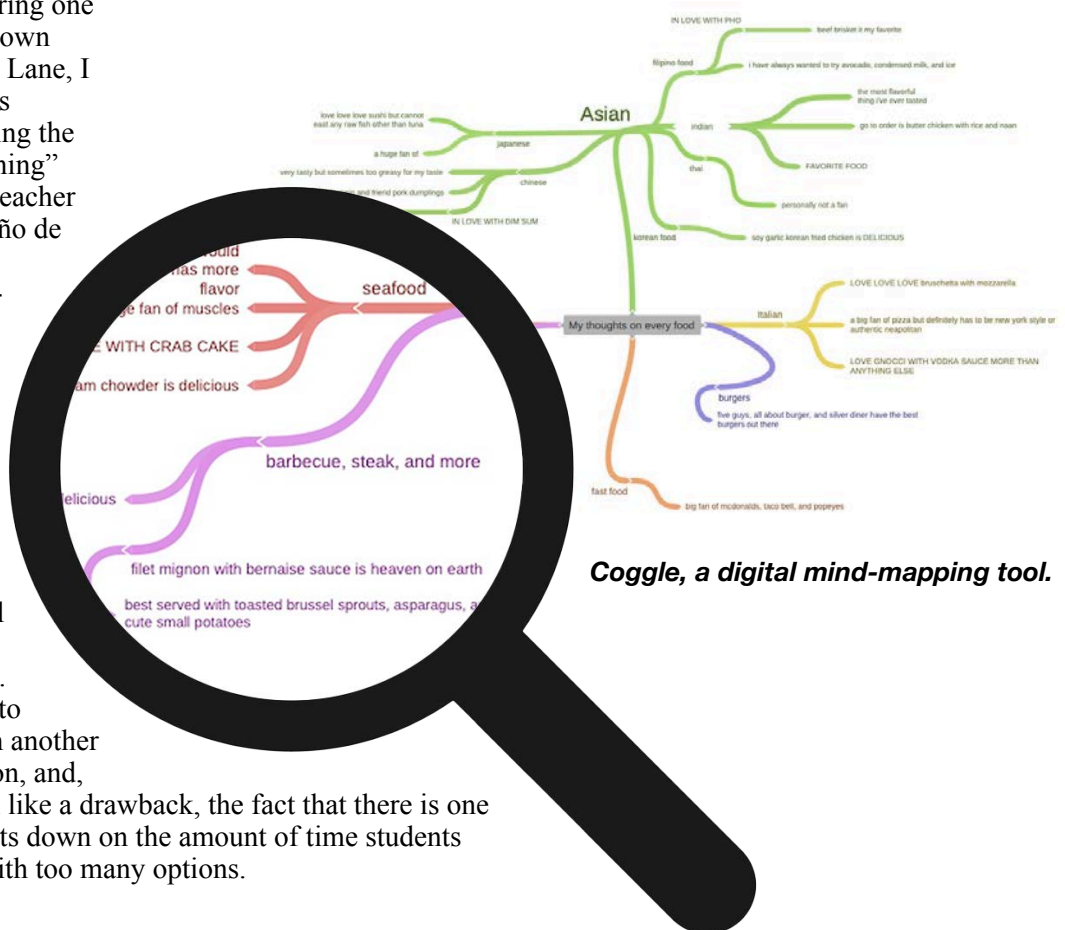 ring one
own
Lane, I
s
ing the
ning”
eacher
ño de
.
l
.
to
n another
on, and,
like a drawback, the fact that there is one
ts down on the amount of time students
ith too many options.
IN LOVE WITH PHO
beef brisket it my favorite
filipino food
i have always wanted to try avocado, condensed milk, and ice
Asian
the most flavorful
thing i've ever tasted
indian
go to order is butter chicken with rice and naan
FAVORITE FOOD
thai
personally not a fan
korean food
soy garlic korean fried chicken is DELICIOUS
love love love sushi but cannot
east any raw fish other than tuna
japanese
a huge fan of
very tasty but sometimes too greasy for my taste
chinese
and friend pork dumplings
IN LOVE WITH DIM SUM
My thoughts on every food
Italian
LOVE LOVE LOVE bruschetta with mozzarella
a big fan of pizza but definitely has to be new york style or
authentic neapolitan
LOVE GNOCCI WITH VODKA SAUCE MORE THAN
ANYTHING ELSE
burgers
five guys, all about burger, and silver diner have the best
burgers out there
fast food
big fan of mcdonalds, taco bell, and popeyes
ould
has more
flavor
seafood
ge fan of muscles
E WITH CRAB CAKE
am chowder is delicious
barbecue, steak, and more
elicious
filet mignon with bernaise sauce is heaven on earth
best served with toasted brussel sprouts, asparagus, a
cute small potatoes
Coggle, a digital mind-mapping tool.